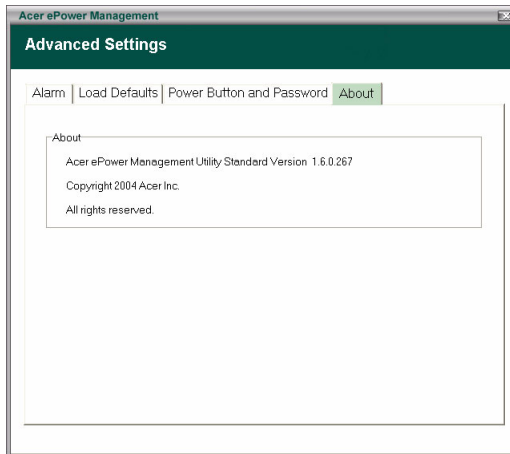 Acer ePower Management
Advanced Settings
Alarm Load Defaults Power Button and Password About
About
Acer ePower Management Utility Standard Version 1.6.0.267
Copyright 2004 Acer Inc.
All rights reserved.